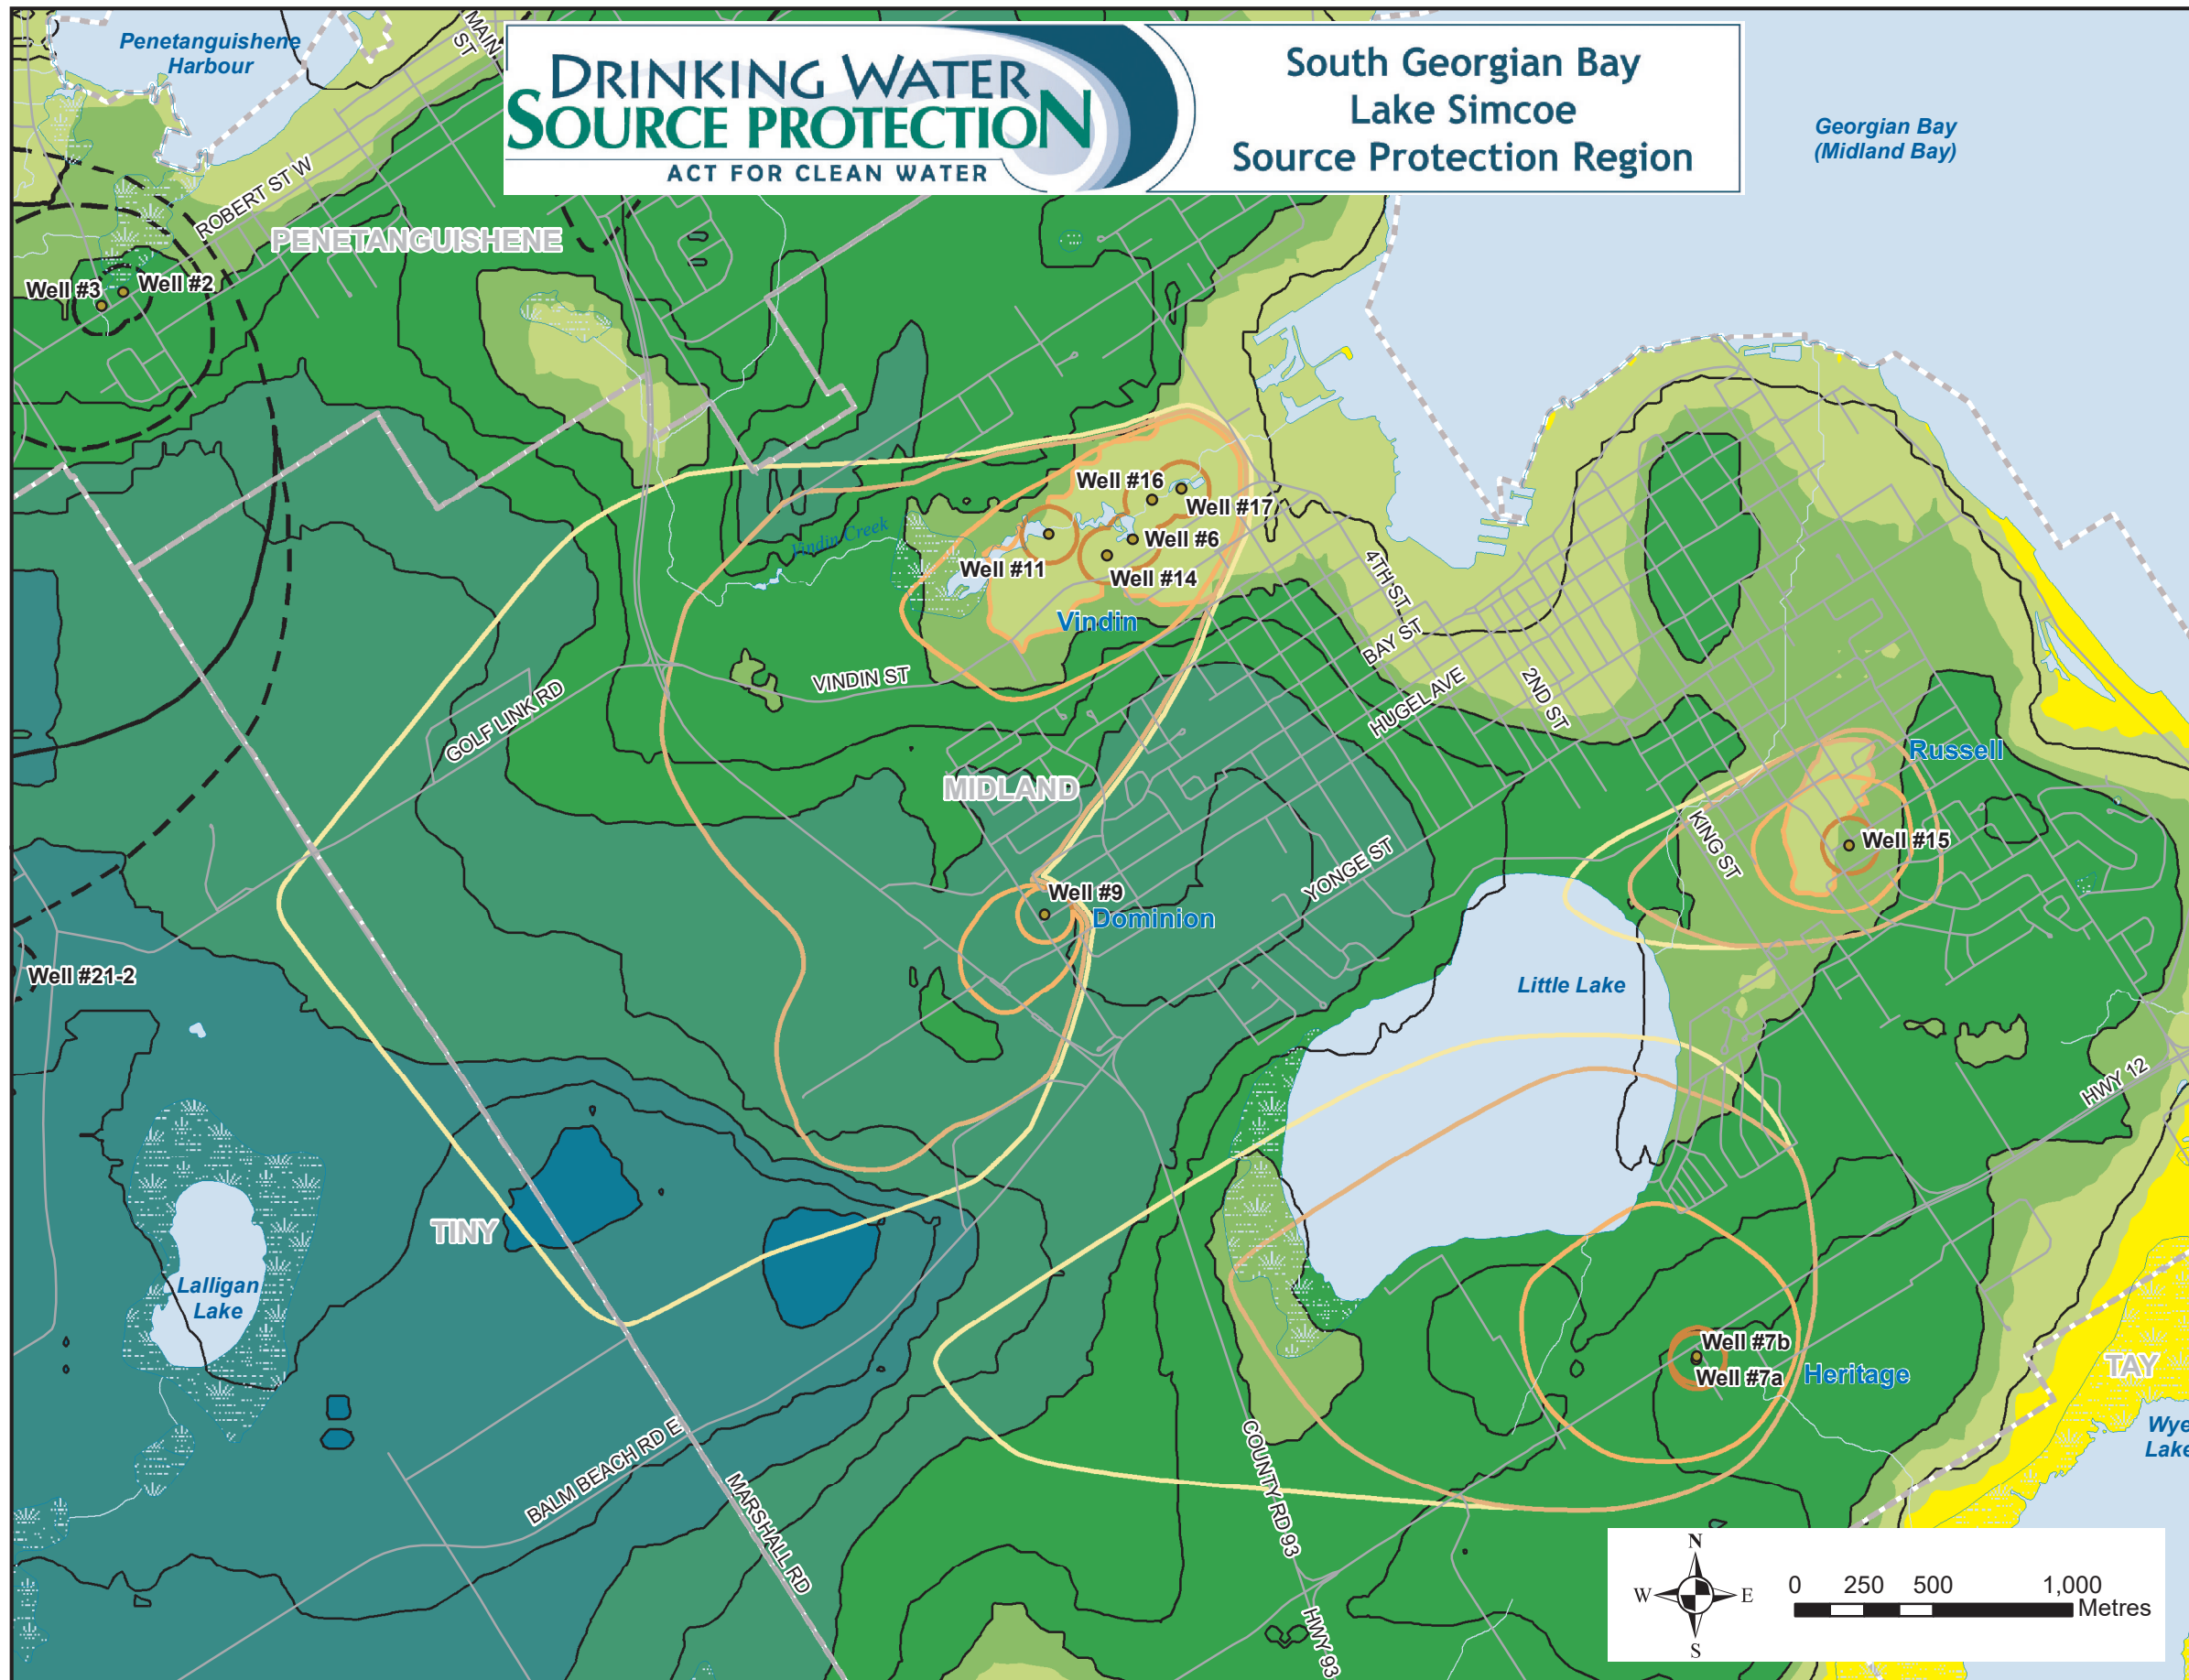 Penetanguishene
Harbour
MAIN
ST
DRINKING WATER
SOURCE PROTECTION
ACT FOR CLEAN WATER
South Georgian Bay
Lake Simcoe
Source Protection Region
Georgian Bay
(Midland Bay)
ROBERT ST W
PENETANGUISHENE
Well #3
Well #2
Well #16
Well #17
Vindin Creek
Well #6
Well #11
Well #14
Vindin
4TH ST
BAY ST
VINDIN ST
HUGEL AVE
2ND ST
GOLF LINK RD
MIDLAND
Russell
KING ST
Well #15
YONGE ST
Well #9
Dominion
Well #21-2
Little Lake
HWY 12
TINY
Lalligan
Lake
Well #7b
Well #7a
Heritage
TAY
Wye
Lake
BALM BEACH RD E
MARSHALL RD
COUNTY RD 93
HWY 93
N
W
E
S
0
250
500
1,000
Metres